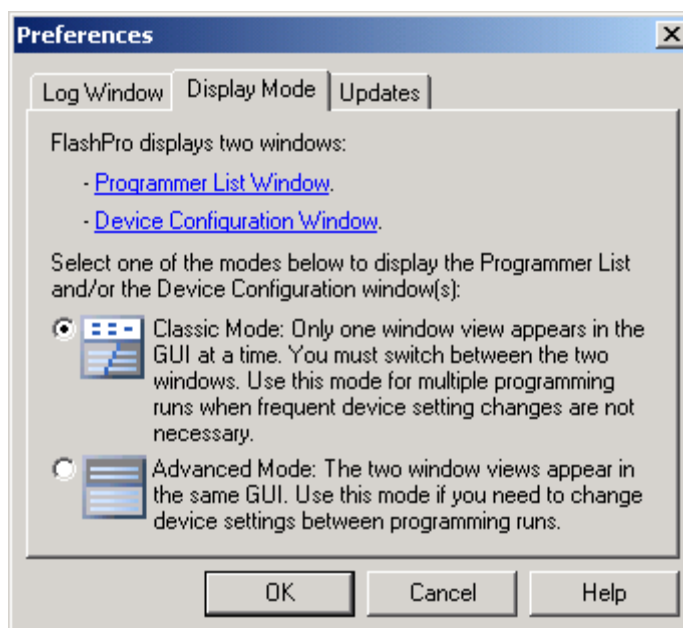 Preferences
Log Window Display Mode Updates
FlashPro displays two windows:
- Programmer List Window.
- Device Configuration Window.
Select one of the modes below to display the Programmer List
and/or the Device Configuration window(s):
Classic Mode: Only one window view appears in the
GUI at a time. You must switch between the two
windows. Use this mode for multiple programming
runs when frequent device setting changes are not
necessary.
Advanced Mode: The two window views appear in
the same GUI. Use this mode if you need to change
device settings between programming runs.
OK Cancel Help